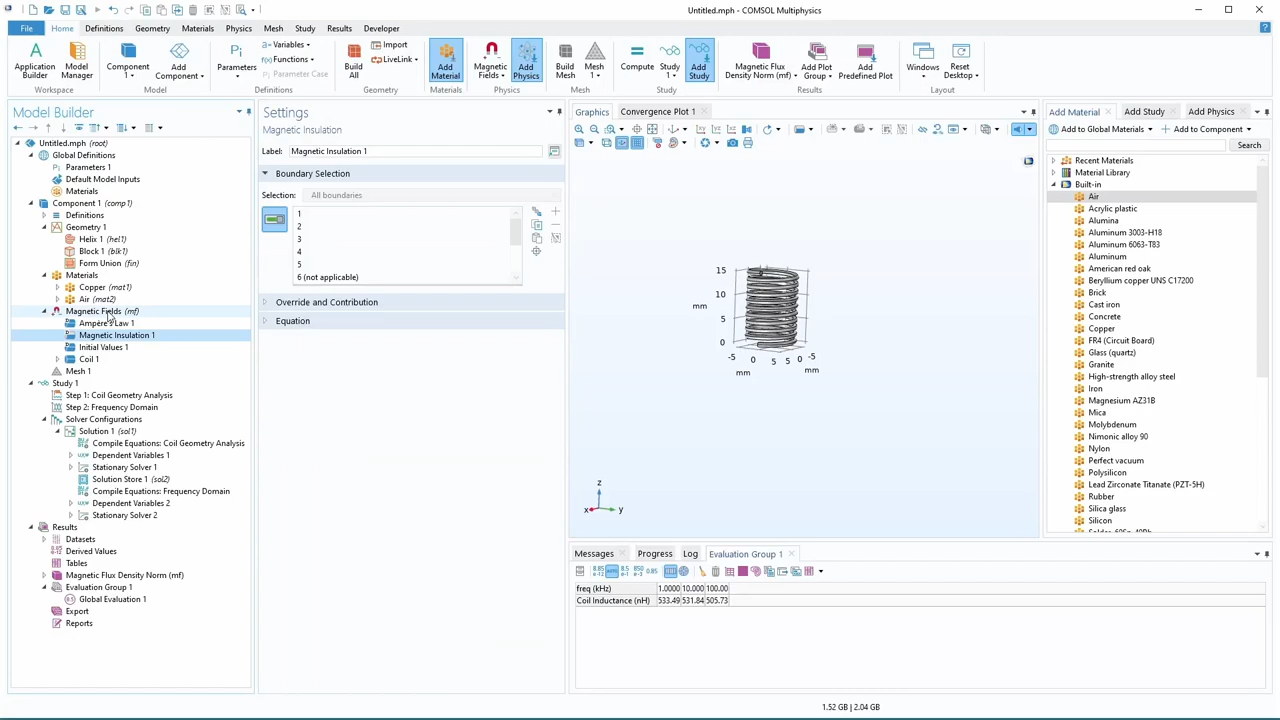 Untitled.mph - COMSOL Multiphysics
File Home Definitions Geometry Materials Physics Mesh Study Results Developer
Application Builder
Model Manager
Workspace
Component 1
Add Component
Model
Parameters
Variables
Functions
Parameter Case
Definitions
Build All
Import
LiveLink
Geometry
Add Material
Materials
Magnetic Fields
Add Physics
Physics
Build Mesh
Mesh 1
Mesh
Compute
Study 1
Add Study
Study
Magnetic Flux Density Norm (mf)
Add Plot Group
Add Predefined Plot
Results
Windows
Reset Desktop
Layout
Model Builder
Untitled.mph (root)
Global Definitions
Parameters 1
Default Model Inputs
Materials
Component 1 (comp1)
Definitions
Geometry 1
Helix 1 (hel1)
Block 1 (blk1)
Form Union (fin)
Materials
Copper (mat1)
Air (mat2)
Magnetic Fields (mf)
Ampère's Law 1
Magnetic Insulation 1
Initial Values 1
Coil 1
Mesh 1
Study 1
Step 1: Coil Geometry Analysis
Step 2: Frequency Domain
Solver Configurations
Solution 1 (sol1)
Compile Equations: Coil Geometry Analysis
Dependent Variables 1
Stationary Solver 1
Solution Store 1 (sol2)
Compile Equations: Frequency Domain
Dependent Variables 2
Stationary Solver 2
Results
Datasets
Derived Values
Tables
Magnetic Flux Density Norm (mf)
Evaluation Group 1
Global Evaluation 1
Export
Reports
Settings
Magnetic Insulation
Label: Magnetic Insulation 1
Boundary Selection
Selection: All boundaries
1
2
3
4
5
6 (not applicable)
Override and Contribution
Equation
Graphics Convergence Plot 1
15
10
mm
5
0
-5 0 5 5 0 -5
mm mm
z
x y
Messages Progress Log Evaluation Group 1
freq (kHz) 1.0000 10.000 100.00
Coil Inductance (nH) 533.49 531.84 505.73
Add Material Add Study Add Physics
Add to Global Materials Add to Component
Search
Recent Materials
Material Library
Built-in
Air
Acrylic plastic
Alumina
Aluminum 3003-H18
Aluminum 6063-T83
Aluminum
American red oak
Beryllium copper UNS C17200
Brick
Cast iron
Concrete
Copper
FR4 (Circuit Board)
Glass (quartz)
Granite
High-strength alloy steel
Iron
Magnesium AZ31B
Mica
Molybdenum
Nimonic alloy 90
Nylon
Perfect vacuum
Polysilicon
Lead Zirconate Titanate (PZT-5H)
Rubber
Silica glass
Silicon
1.52 GB | 2.04 GB